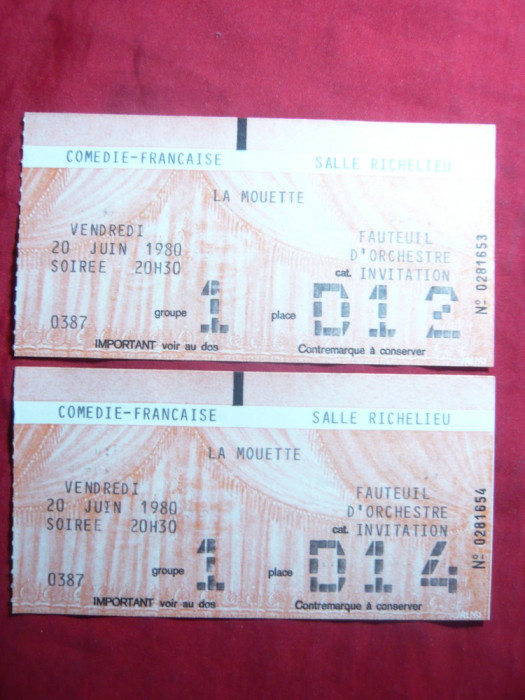 COMEDIE-FRANCAISE SALLE RICHELIEU
LA MOUETTE
VENDREDI FAUTEUIL
20 JUIN 1980 D'ORCHESTRE
SOIREE 20H30 cat. INVITATION
0387 groupe 1 place D12
IMPORTANT voir au dos Contremarque à conserver
Nº 0281653
COMEDIE-FRANCAISE SALLE RICHELIEU
LA MOUETTE
VENDREDI FAUTEUIL
20 JUIN 1980 D'ORCHESTRE
SOIREE 20H30 cat. INVITATION
0387 groupe 1 place D14
IMPORTANT voir au dos Contremarque à conserver
Nº 0281654